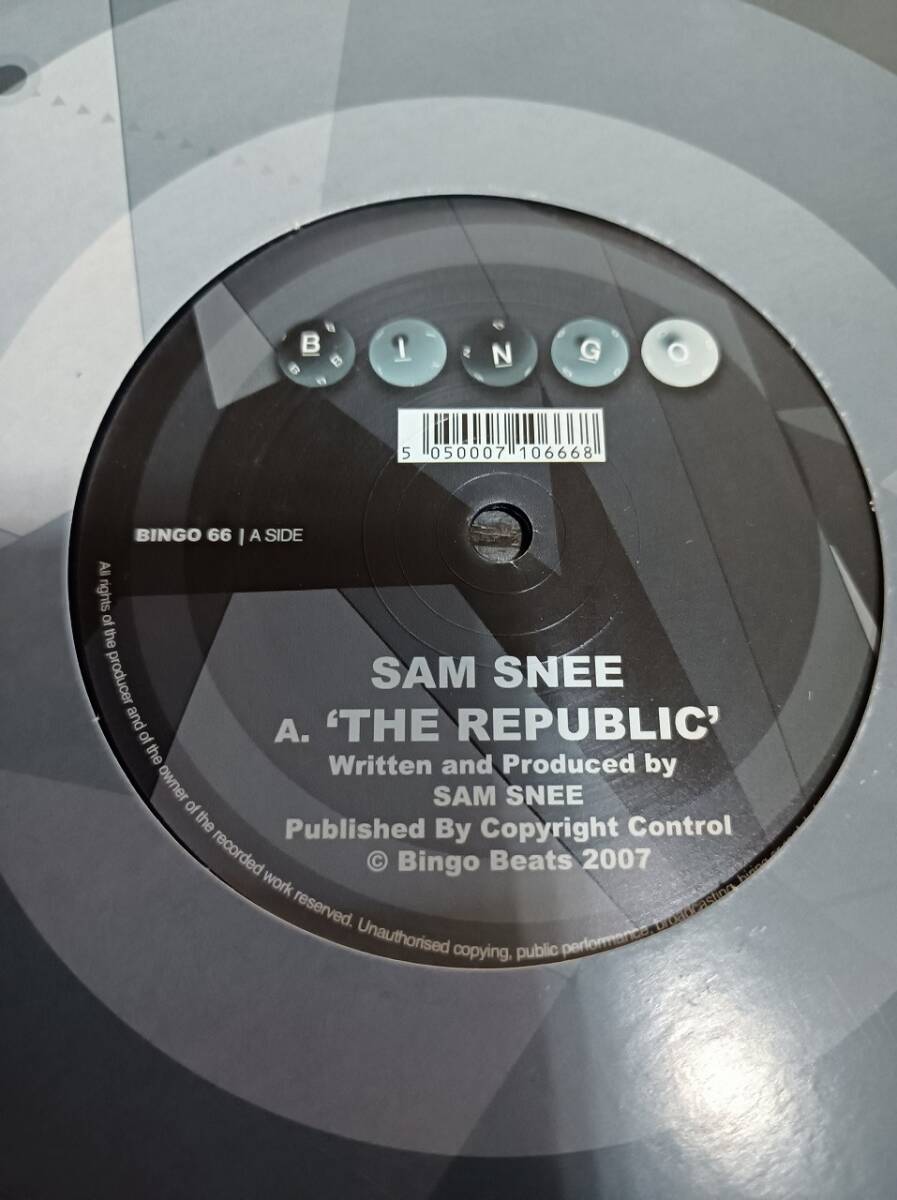 BINGO
5 050007 106668
BINGO 66 | A SIDE
SAM SNEE
A. ‘THE REPUBLIC’
Written and Produced by
SAM SNEE
Published By Copyright Control
© Bingo Beats 2007
All rights of the producer and of the owner of the recorded work reserved. Unauthorised copying, public performance, broadcasting, hiring